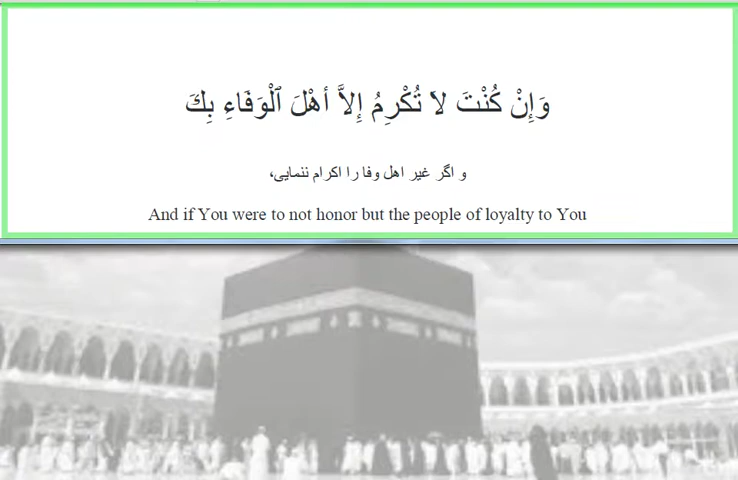 وَإِنْ كُنْتَ لاَ تُكْرِمُ إِلاَّ أهْلَ ٱلْوَفَاءِ بِكَ
و اگر غیر اهل وفا را اکرام ننمایی،
And if You were to not honor but the people of loyalty to You